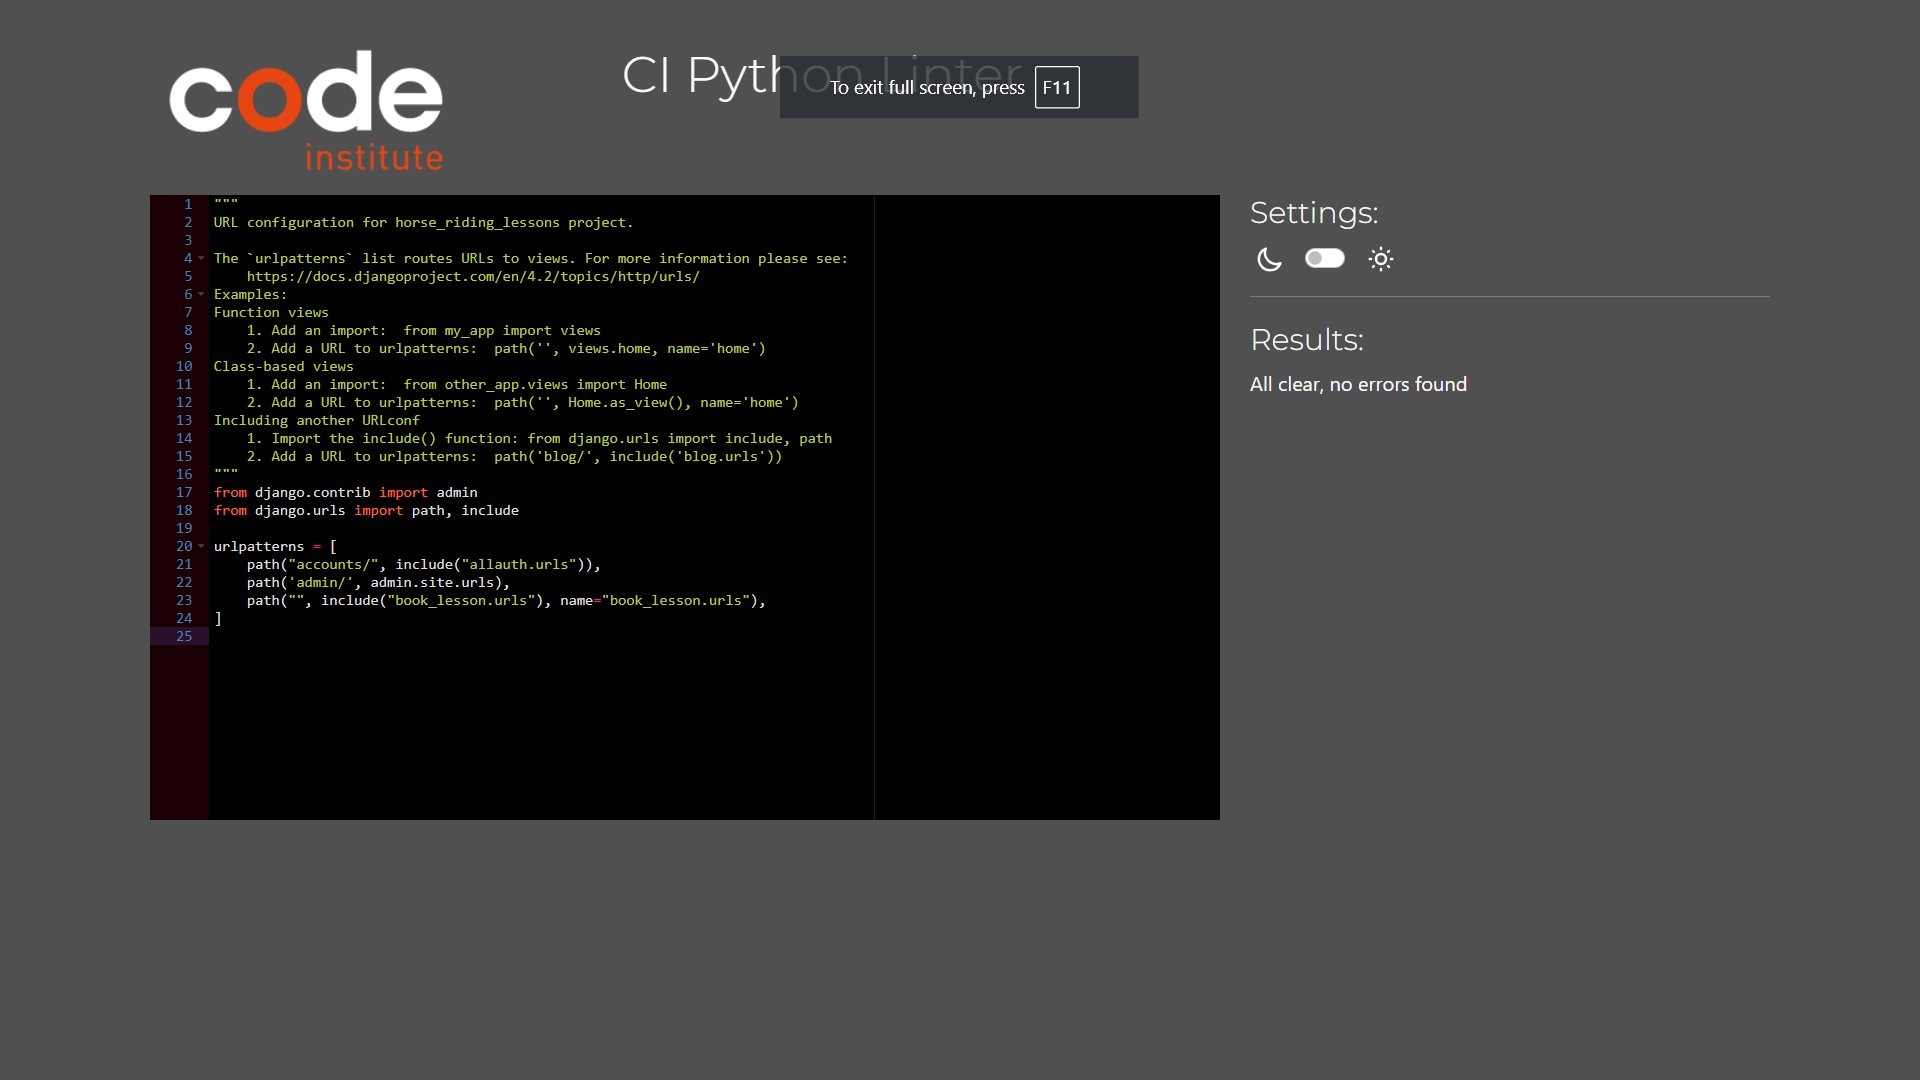 code
institute
CI Python Linter
To exit full screen, press F11
1 """
2 URL configuration for horse_riding_lessons project.
3
4 The `urlpatterns` list routes URLs to views. For more information please see:
5     https://docs.djangoproject.com/en/4.2/topics/http/urls/
6 Examples:
7 Function views
8     1. Add an import:  from my_app import views
9     2. Add a URL to urlpatterns:  path('', views.home, name='home')
10 Class-based views
11     1. Add an import:  from other_app.views import Home
12     2. Add a URL to urlpatterns:  path('', Home.as_view(), name='home')
13 Including another URLconf
14     1. Import the include() function: from django.urls import include, path
15     2. Add a URL to urlpatterns:  path('blog/', include('blog.urls'))
16 """
17 from django.contrib import admin
18 from django.urls import path, include
19
20 urlpatterns = [
21     path("accounts/", include("allauth.urls")),
22     path('admin/', admin.site.urls),
23     path("", include("book_lesson.urls"), name="book_lesson.urls"),
24 ]
25
Settings:
Results:
All clear, no errors found